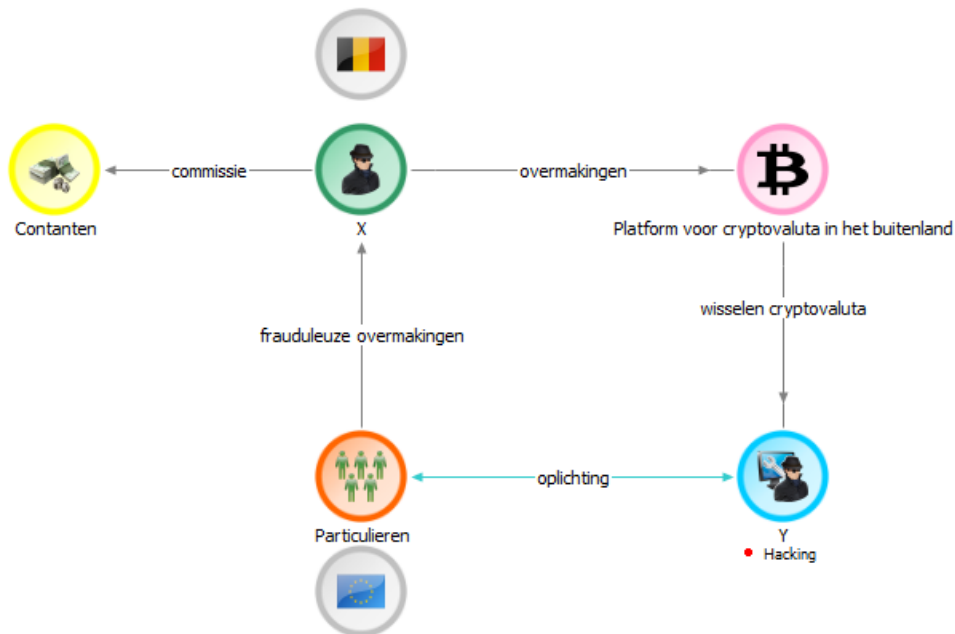 commissie
overmakingen
Contanten
X
Platform voor cryptovaluta in het buitenland
wisselen cryptovaluta
frauduleuze overmakingen
oplichting
Particulieren
Y
Hacking